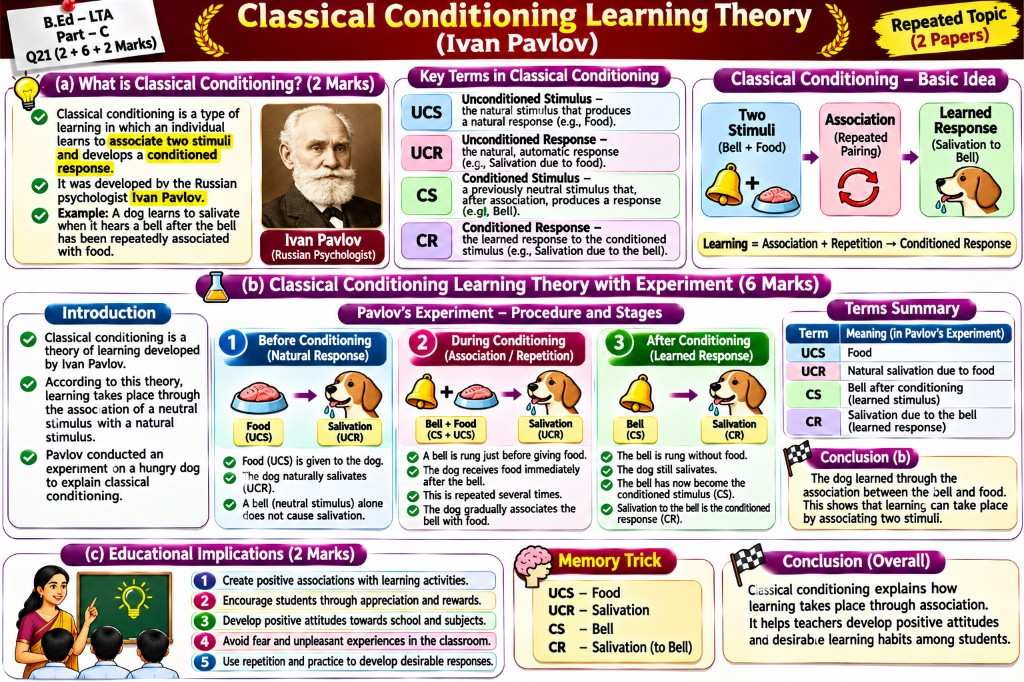 B.Ed – LTA
Part – C
Q21 (2 + 6 + 2 Marks)
Classical Conditioning Learning Theory
(Ivan Pavlov)
Repeated Topic
(2 Papers)
(a) What is Classical Conditioning? (2 Marks)
Classical conditioning is a type of
learning in which an individual
learns to associate two stimuli
and develops a conditioned
response.
It was developed by the Russian
psychologist Ivan Pavlov.
Example: A dog learns to salivate
when it hears a bell after the bell
has been repeatedly associated
with food.
Ivan Pavlov
(Russian Psychologist)
Key Terms in Classical Conditioning
UCS
Unconditioned Stimulus –
the natural stimulus that produces
a natural response (e.g., Food).
UCR
Unconditioned Response –
the natural, automatic response
(e.g., Salivation due to food).
CS
Conditioned Stimulus –
a previously neutral stimulus that,
after association, produces a response
(e.gl, Bell).
CR
Conditioned Response –
the learned response to the conditioned
stimulus (e.g., Salivation due to the bell).
Classical Conditioning – Basic Idea
Two
Stimuli
(Bell + Food)
+
Association
(Repeated
Pairing)
Learned
Response
(Salivation to
Bell)
Learning = Association + Repetition → Conditioned Response
(b) Classical Conditioning Learning Theory with Experiment (6 Marks)
Introduction
Classical conditioning is a
theory of learning developed
by Ivan Pavlov.
According to this theory,
learning takes place through
the association of a neutral
stimulus with a natural
stimulus.
Pavlov conducted an
experiment on a hungry dog
to explain classical
conditioning.
Pavlov's Experiment – Procedure and Stages
1 Before Conditioning
(Natural Response)
Food
(UCS)
Salivation
(UCR)
Food (UCS) is given to the dog.
The dog naturally salivates
(UCR).
A bell (neutral stimulus) alone
does not cause salivation.
2 During Conditioning
(Association / Repetition)
+
Bell + Food
(CS + UCS)
Salivation
(UCR)
A bell is rung just before giving food.
The dog receives food immediately
after the bell.
This is repeated several times.
The dog gradually associates the
bell with food.
3 After Conditioning
(Learned Response)
Bell
(CS)
Salivation
(CR)
The bell is rung without food.
The dog still salivates.
The bell has now become the
conditioned stimulus (CS).
Salivation to the bell is the conditioned
response (CR).
Terms Summary
Term Meaning (in Pavlov's Experiment)
UCS Food
UCR Natural salivation due to food
CS Bell after conditioning
(learned stimulus)
CR Salivation due to the bell
(learned response)
Conclusion (b)
The dog learned through the
association between the bell and food.
This shows that learning can take place
by associating two stimuli.
(c) Educational Implications (2 Marks)
1 Create positive associations with learning activities.
2 Encourage students through appreciation and rewards.
3 Develop positive attitudes towards school and subjects.
4 Avoid fear and unpleasant experiences in the classroom.
5 Use repetition and practice to develop desirable responses.
Memory Trick
UCS – Food
UCR – Salivation
CS – Bell
CR – Salivation (to Bell)
Conclusion (Overall)
Classical conditioning explains how
learning takes place through association.
It helps teachers develop positive attitudes
and desirable learning habits among students.